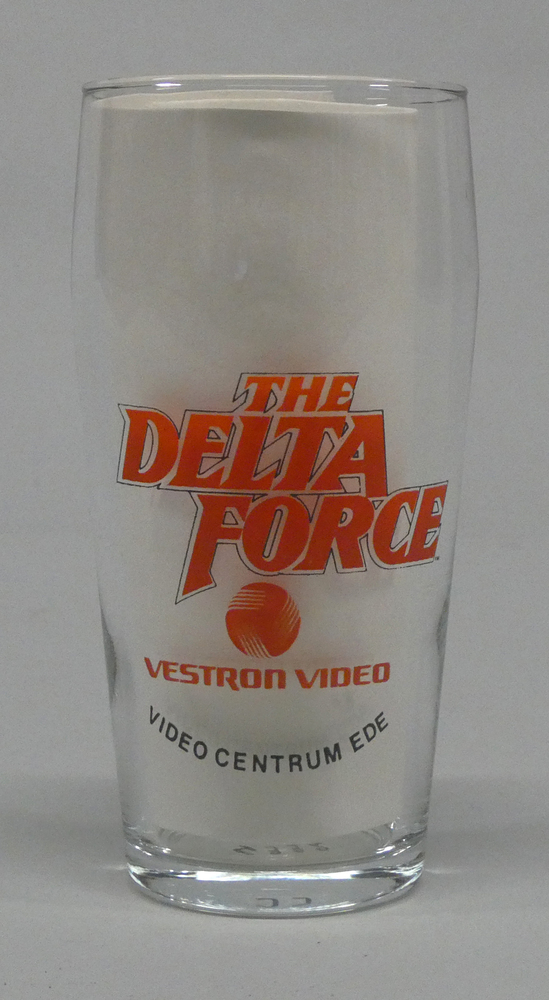 THE
DELTA
FORCE
VESTRON VIDEO
VIDEO CENTRUM EDE